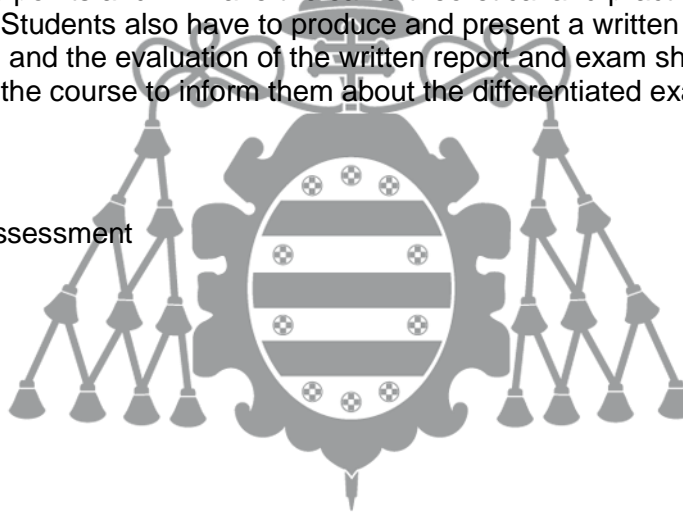 Students also have to produce and present a written
and the evaluation of the written report and exam sh
the course to inform them about the differentiated exa
ssessment